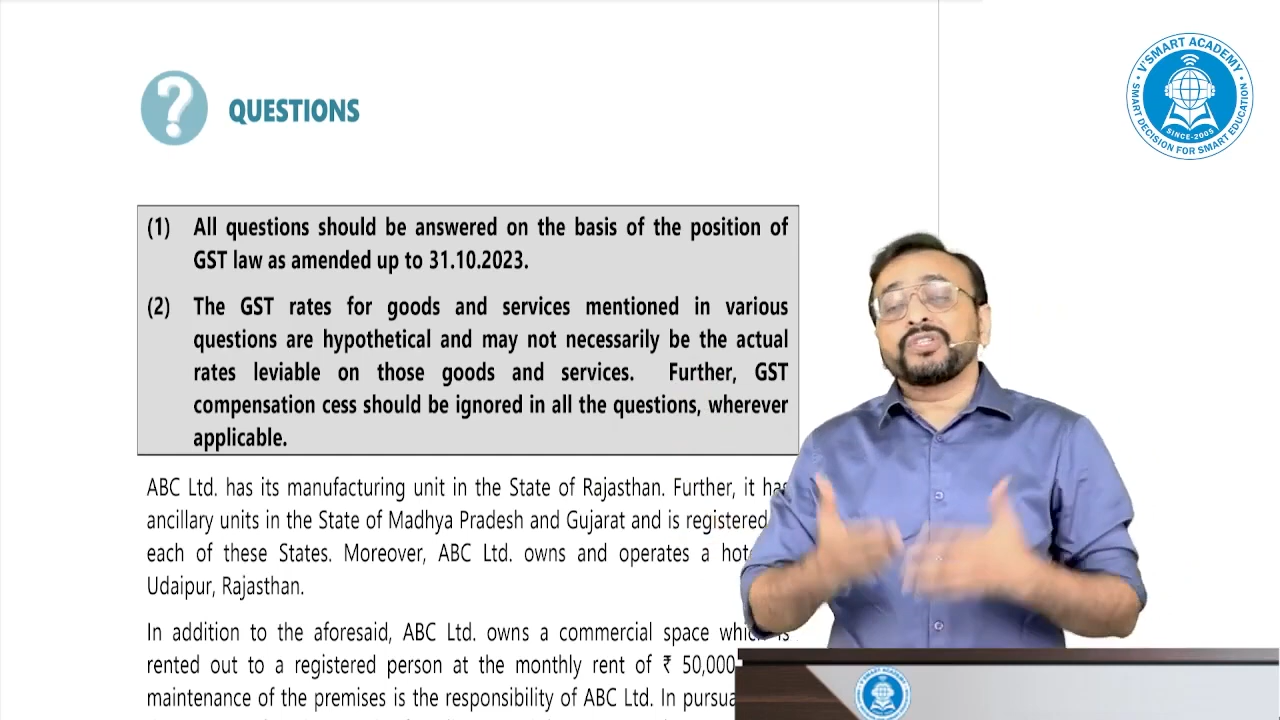 QUESTIONS
(1) All questions should be answered on the basis of the position of
GST law as amended up to 31.10.2023.
(2) The GST rates for goods and services mentioned in various
questions are hypothetical and may not necessarily be the actual
rates leviable on those goods and services. Further, GST
compensation cess should be ignored in all the questions, wherever
applicable.
ABC Ltd. has its manufacturing unit in the State of Rajasthan. Further, it has
ancillary units in the State of Madhya Pradesh and Gujarat and is registered
each of these States. Moreover, ABC Ltd. owns and operates a
Udaipur, Rajasthan.
In addition to the aforesaid, ABC Ltd. owns a commercial space which is
rented out to a registered person at the monthly rent of ₹ 50,000
maintenance of the premises is the responsibility of ABC Ltd. In
V'SMART ACADEMY
SMART DECISION FOR SMART EDUCATION
SINCE-2005